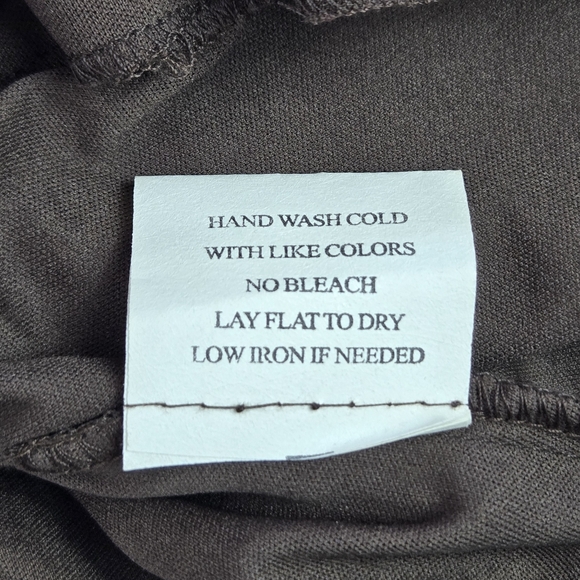 HAND WASH COLD
WITH LIKE COLORS
NO BLEACH
LAY FLAT TO DRY
LOW IRON IF NEEDED